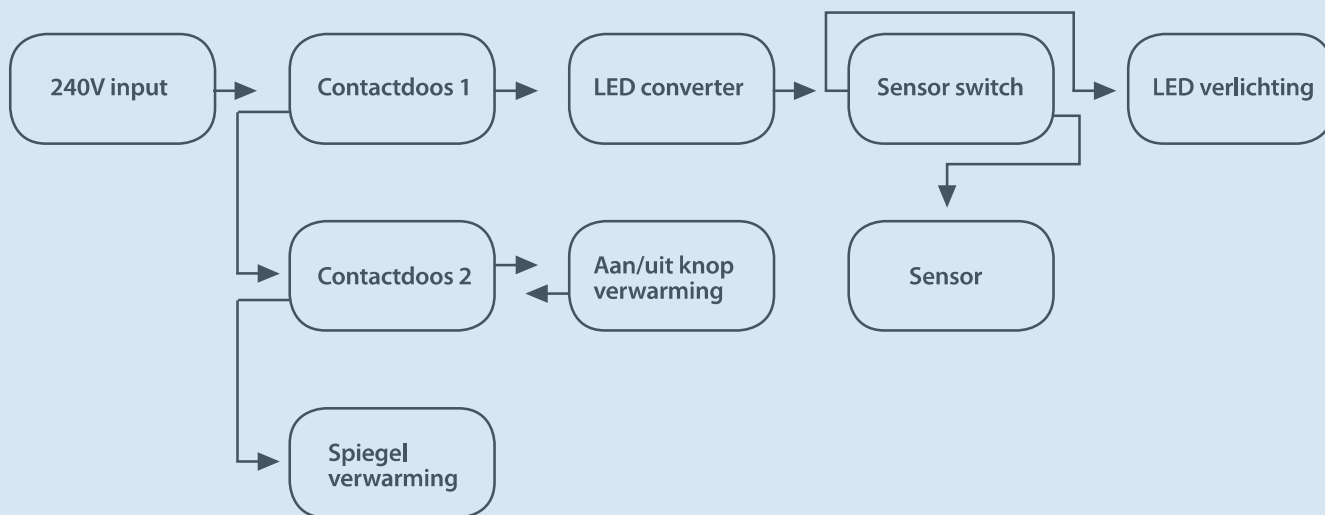 240V input
Contactdoos 1
LED converter
Sensor switch
LED verlichting
Contactdoos 2
Aan/uit knop
verwarming
Sensor
Spiegel
verwarming